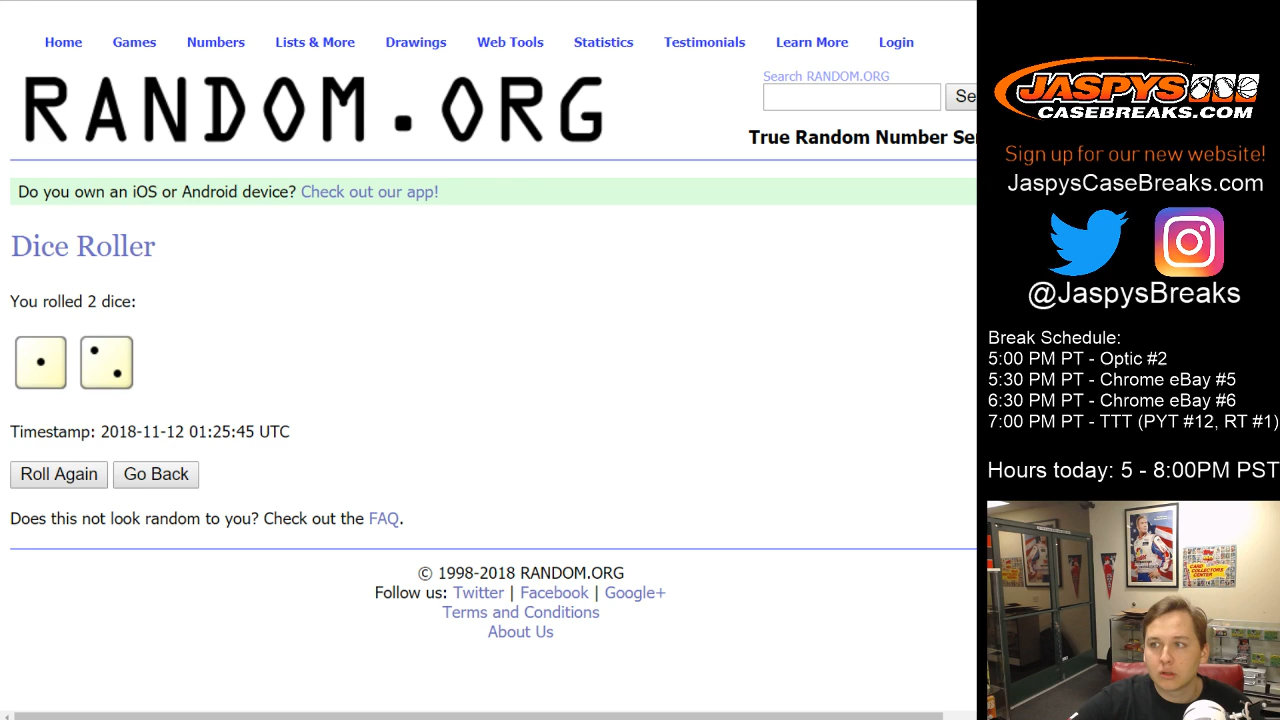 Home Games Numbers Lists & More Drawings Web Tools Statistics Testimonials Learn More Login
RANDOM.ORG
Search RANDOM.ORG
Se
True Random Number Ser
Do you own an iOS or Android device? Check out our app!
Dice Roller
You rolled 2 dice:
Timestamp: 2018-11-12 01:25:45 UTC
Roll Again Go Back
Does this not look random to you? Check out the FAQ.
© 1998-2018 RANDOM.ORG
Follow us: Twitter | Facebook | Google+
Terms and Conditions
About Us
JASPYS
CASEBREAKS.COM
Sign up for our new website!
JaspysCaseBreaks.com
@JaspysBreaks
Break Schedule:
5:00 PM PT - Optic #2
5:30 PM PT - Chrome eBay #5
6:30 PM PT - Chrome eBay #6
7:00 PM PT - TTT (PYT #12, RT #1)
Hours today: 5 - 8:00PM PST
CARD
COLLECTORS
CENTER